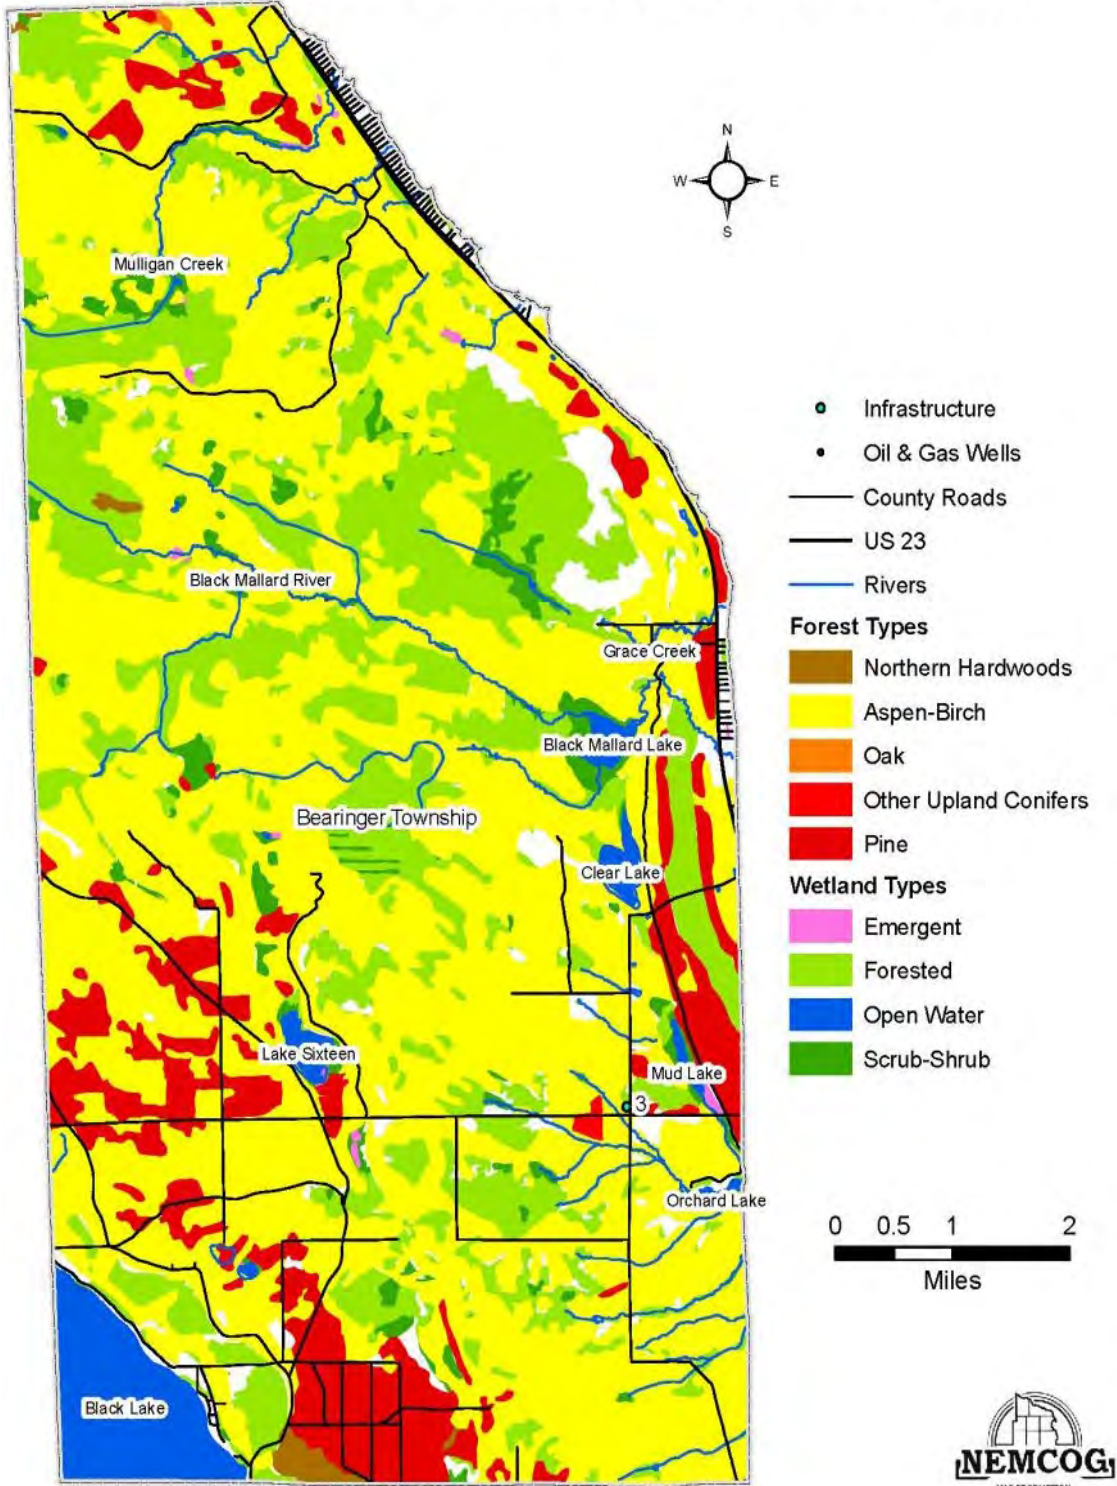 N
W
E
S
Mulligan Creek
Infrastructure
Oil & Gas Wells
County Roads
US 23
Rivers
Black Mallard River
Forest Types
Grace Creek
Northern Hardwoods
Aspen-Birch
Black Mallard Lake
Oak
Other Upland Conifers
Bearinger Township
Pine
Clear Lake
Wetland Types
Emergent
Forested
Open Water
Lake Sixteen
Scrub-Shrub
Mud Lake
3
Orchard Lake
0 0.5 1 2
Miles
Black Lake
NEMCOG